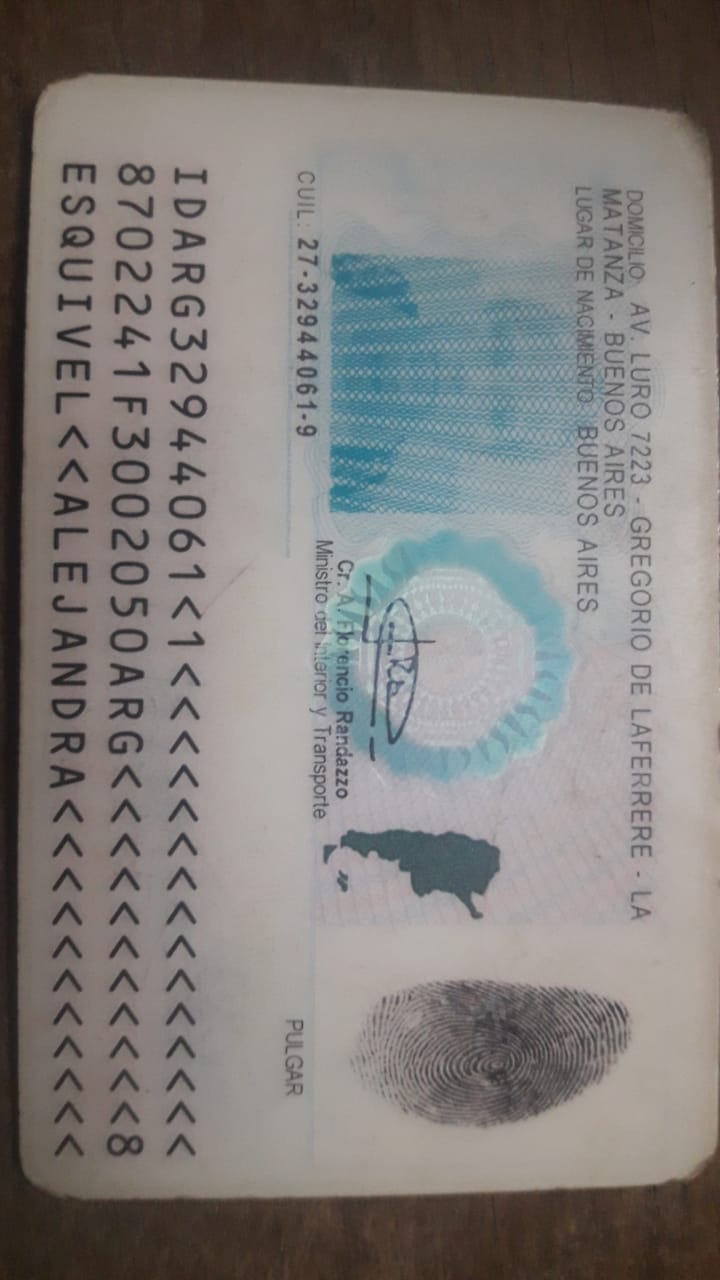 DOMICILIO: AV. LURO 7223 - GREGORIO DE LAFERRERE - LA
MATANZA - BUENOS AIRES
LUGAR DE NACIMIENTO: BUENOS AIRES
Cr. A. Florencio Randazzo
Ministro del Interior y Transporte
CUIL: 27-32944061-9
PULGAR
IDARG32944061<1<<<<<<<<<<<<<<<
8702241F3002050ARG<<<<<<<<<<<8
ESQUIVEL<<ALEJANDRA<<<<<<<<<<<